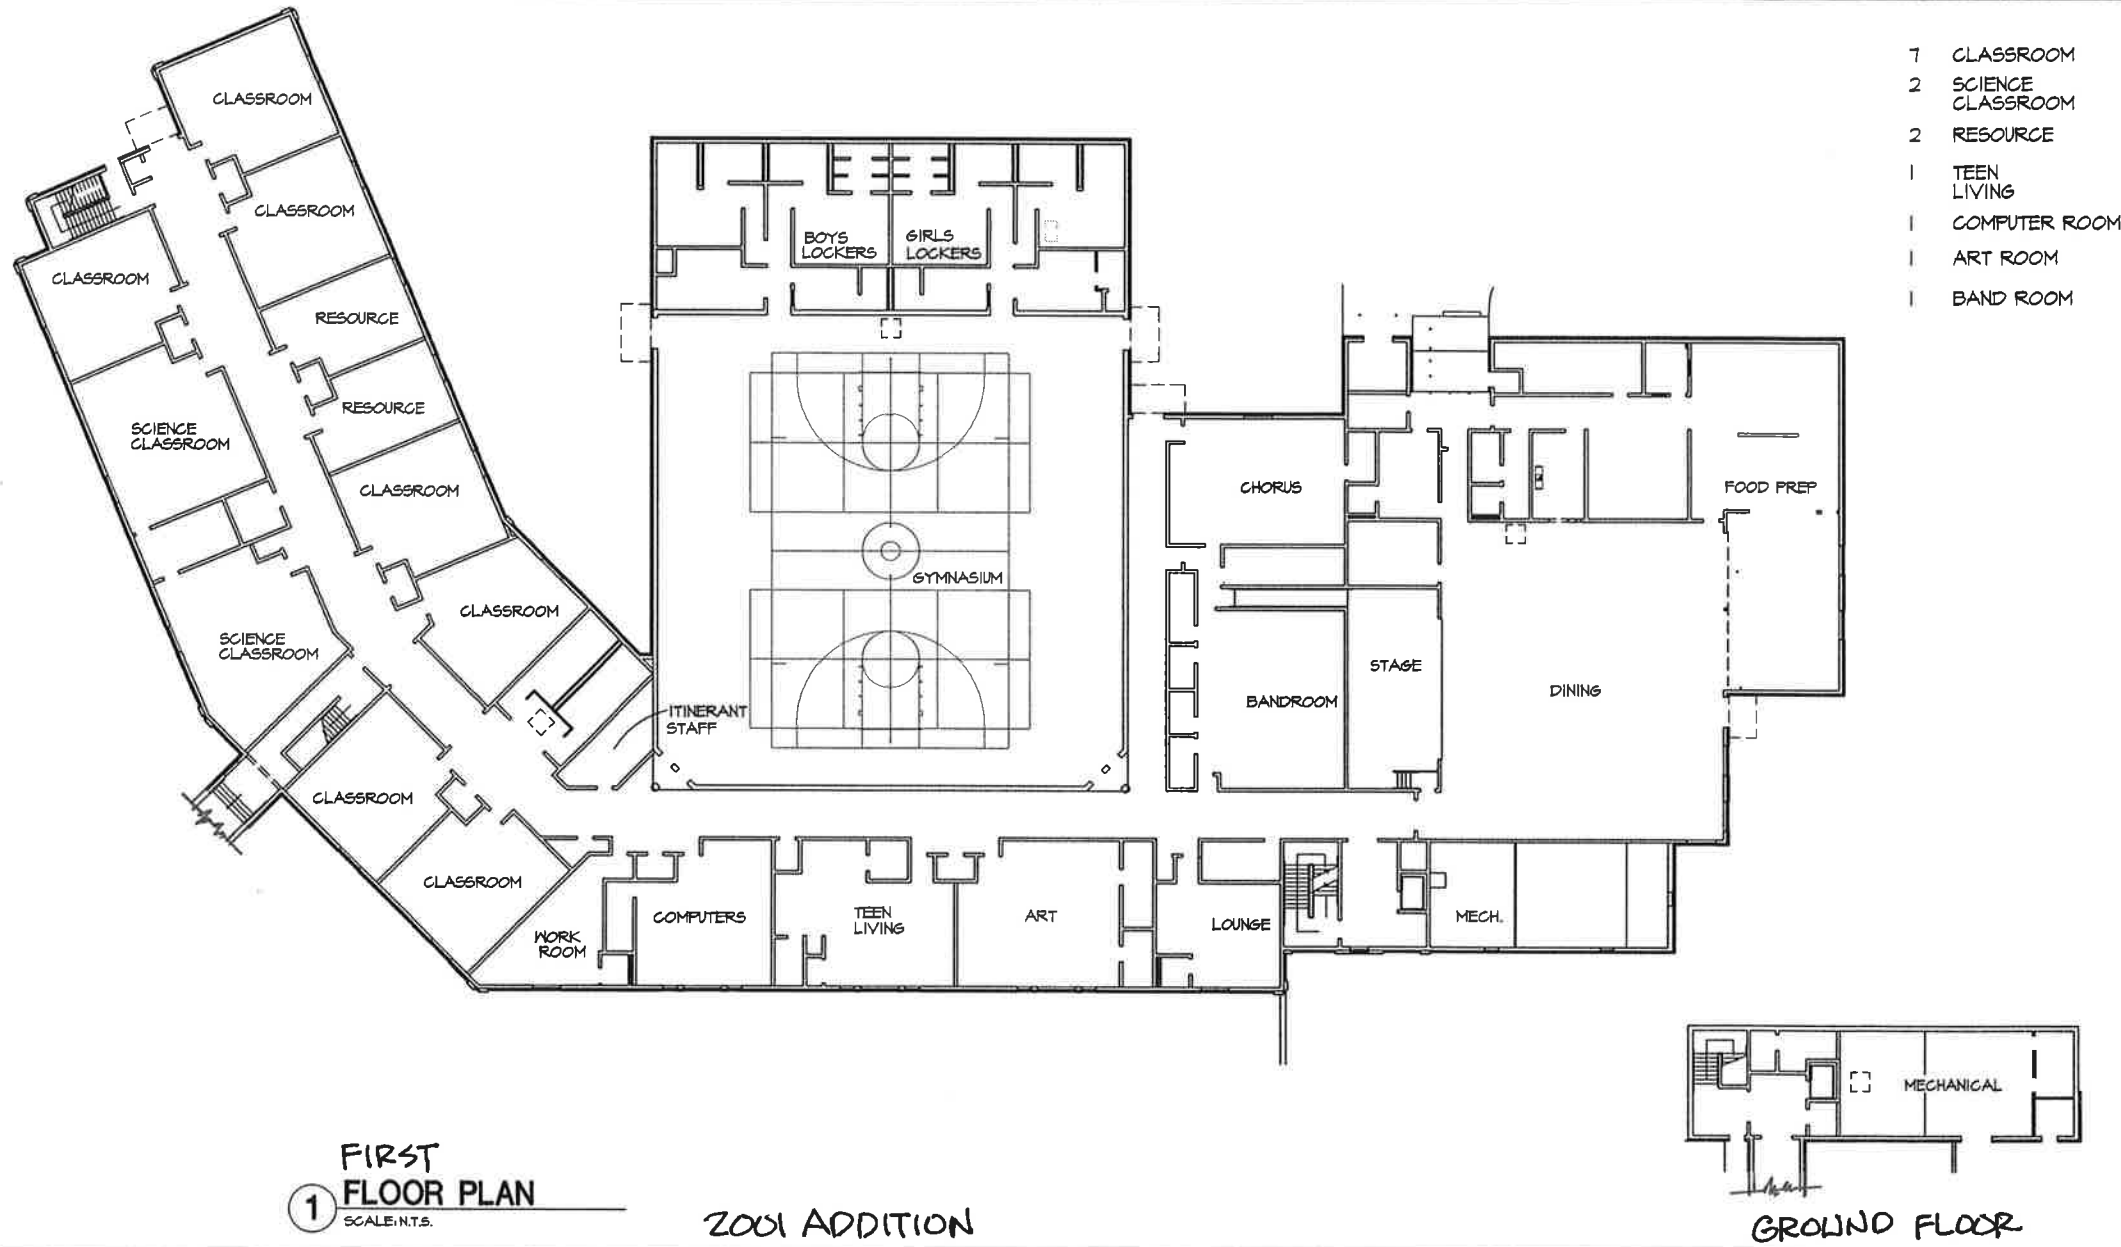 CLASSROOM
CLASSROOM
CLASSROOM
RESOURCE
RESOURCE
SCIENCE
CLASSROOM
CLASSROOM
CLASSROOM
SCIENCE
CLASSROOM
CLASSROOM
CLASSROOM
ITINERANT
STAFF
BOYS
LOCKERS
GIRLS
LOCKERS
GYMNASIUM
CHORUS
BANDROOM
STAGE
DINING
FOOD PREP
WORK
ROOM
COMPUTERS
TEEN
LIVING
ART
LOUNGE
MECH.
7 CLASSROOM
2 SCIENCE
CLASSROOM
2 RESOURCE
1 TEEN
LIVING
1 COMPUTER ROOM
1 ART ROOM
1 BAND ROOM
MECHANICAL
GROUND FLOOR
FIRST
1 FLOOR PLAN
SCALE: N.T.S.
2001 ADDITION